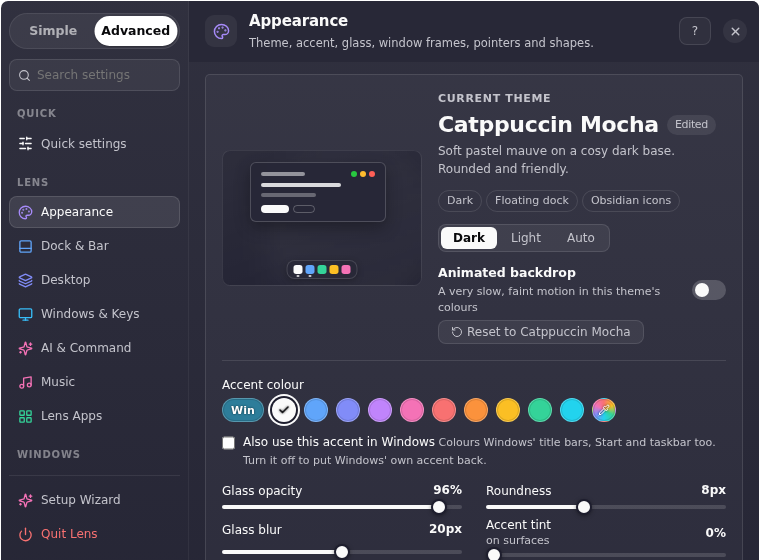 Simple
Advanced
Search settings
QUICK
Quick settings
LENS
Appearance
Dock & Bar
Desktop
Windows & Keys
AI & Command
Music
Lens Apps
WINDOWS
Setup Wizard
Quit Lens
Appearance
Theme, accent, glass, window frames, pointers and shapes.
?
CURRENT THEME
Catppuccin Mocha
Edited
Soft pastel mauve on a cosy dark base.
Rounded and friendly.
Dark
Floating dock
Obsidian icons
Dark
Light
Auto
Animated backdrop
A very slow, faint motion in this theme's
colours
Reset to Catppuccin Mocha
Accent colour
Win
Also use this accent in Windows Colours Windows' title bars, Start and taskbar too.
Turn it off to put Windows' own accent back.
Glass opacity
96%
Roundness
8px
Glass blur
20px
Accent tint
on surfaces
0%